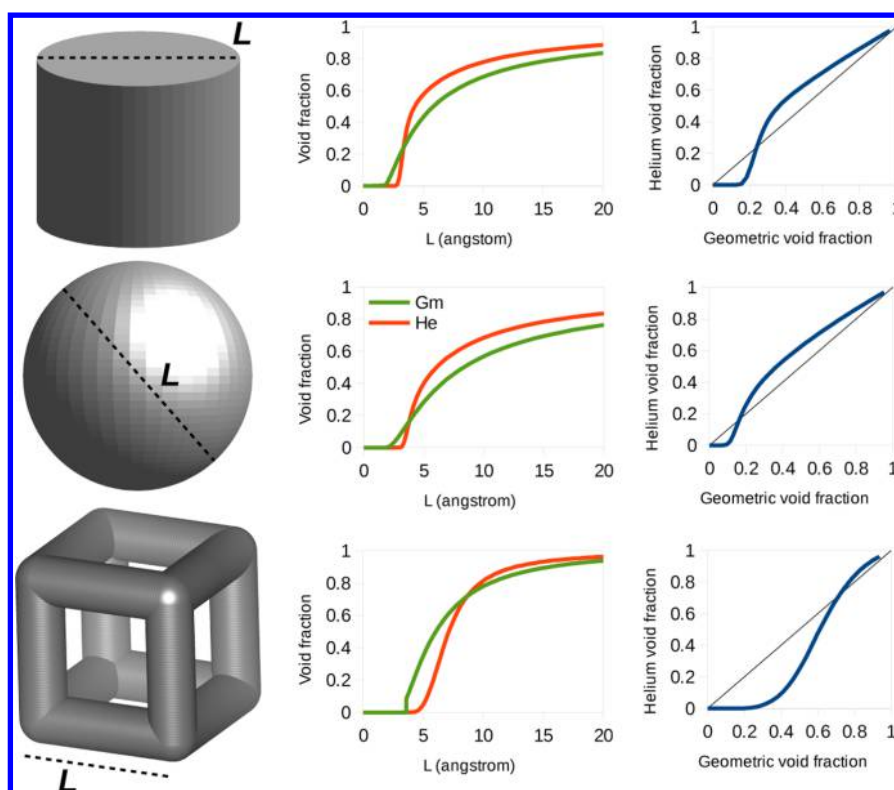 L
1
0.8
0.6
0.4
0.2
0
Void fraction
0 5 10 15 20
L (angstom)
1
0.8
0.6
0.4
0.2
0
Helium void fraction
0 0.2 0.4 0.6 0.8 1
Geometric void fraction
L
1
0.8
0.6
0.4
0.2
0
Void fraction
Gm
He
0 5 10 15 20
L (angstrom)
1
0.8
0.6
0.4
0.2
0
Helium void fraction
0 0.2 0.4 0.6 0.8 1
Geometric void fraction
L
1
0.8
0.6
0.4
0.2
0
Void fraction
0 5 10 15 20
L (angstrom)
1
0.8
0.6
0.4
0.2
0
Helium void fraction
0 0.2 0.4 0.6 0.8 1
Geometric void fraction